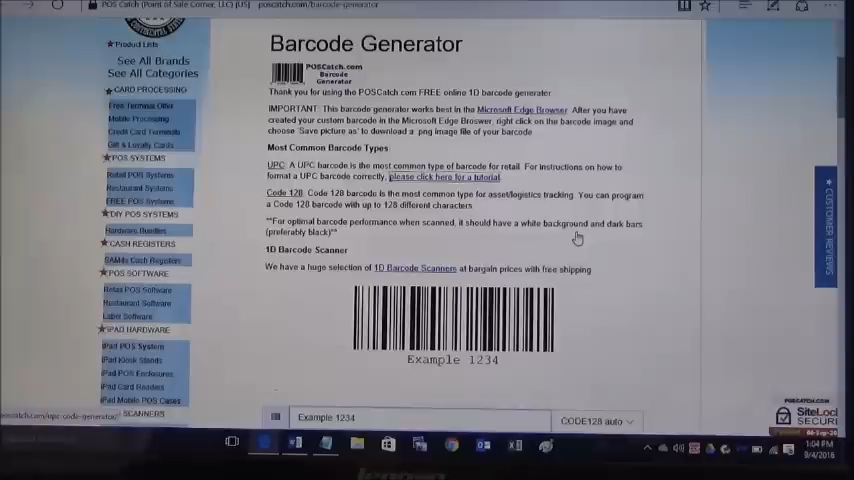 POS Catch (Point of Sale Corner, LLC) [US] poscatch.com/barcode-generator
Product Lists
See All Brands
See All Categories
CARD PROCESSING
Free Terminal Offer
Mobile Processing
Credit Card Terminals
Gift & Loyalty Cards
POS SYSTEMS
Retail POS Systems
Restaurant Systems
FREE POS Systems
DIY POS SYSTEMS
Hardware Bundles
CASH REGISTERS
SAM4s Cash Registers
POS SOFTWARE
Retail POS Software
Restaurant Software
Label Software
iPAD HARDWARE
iPad POS System
iPad Kiosk Stands
iPad POS Enclosures
iPad Card Readers
iPad Mobile POS Cases
SCANNERS
poscatch.com/upc-code-generator/
Barcode Generator
POSCatch.com
Barcode
Generator
Thank you for using the POSCatch.com FREE online 1D barcode generator
IMPORTANT: This barcode generator works best in the Microsoft Edge Browser. After you have
created your custom barcode in the Microsoft Edge Broswer, right click on the barcode image and
choose 'Save picture as' to download a .png image file of your barcode
Most Common Barcode Types:
UPC: A UPC barcode is the most common type of barcode for retail. For instructions on how to
format a UPC barcode correctly, please click here for a tutorial.
Code 128: Code 128 barcode is the most common type for asset/logistics tracking. You can program
a Code 128 barcode with up to 128 different characters
**For optimal barcode performance when scanned, it should have a white background and dark bars
(preferably black)**
1D Barcode Scanner
We have a huge selection of 1D Barcode Scanners at bargain prices with free shipping
Example 1234
Example 1234
CODE128 auto
CUSTOMER REVIEWS
POSCATCH.COM
SiteLoc
SECURE
1:04 PM
9/4/2016
lenovo